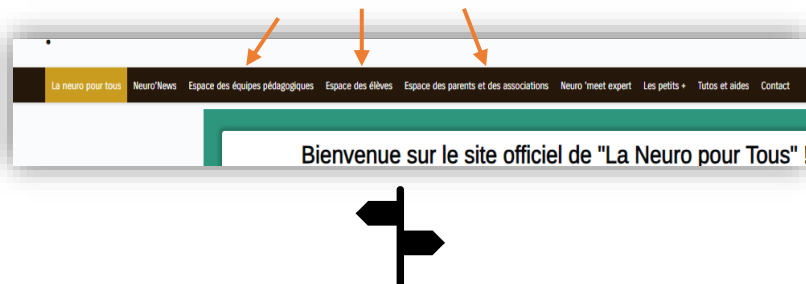 La neuro pour tous Neuro'News Espace des équipes pédagogiques Espace des élèves Espace des parents et des associations Neuro 'meet expert Les petits + Tutos et aides Contact
Bienvenue sur le site officiel de "La Neuro pour Tous" !